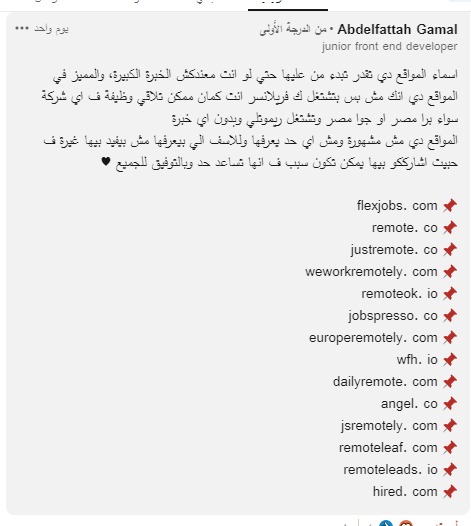 Abdelfattah Gamal • من الدرجة الأولى
يوم واحد •••
junior front end developer
اسماء المواقع دي تقدر تبدء من عليها حتي لو انت معندكش الخبرة الكبيرة، والمميز في
المواقع دي انك مش بس بتشتغل ك فريلانسر انت كمان ممكن تلاقي وظيفة ف اي شركة
سواء برا مصر او جوا مصر وتشتغل ريموتلي وبدون اي خبرة
المواقع دي مش مشهورة ومش اي حد يعرفها وللاسف الي بيعرفها مش بيفيد بيها غيرة ف
حبيت اشارككو بيها يمكن تكون سبب ف انها تساعد حد وبالتوفيق للجميع ♥
📌 flexjobs. com
📌 remote. co
📌 justremote. co
📌 weworkremotely. com
📌 remoteok. io
📌 jobspresso. co
📌 europeremotely. com
📌 wfh. io
📌 dailyremote. com
📌 angel. co
📌 jsremotely. com
📌 remoteleaf. com
📌 remoteleads. io
📌 hired. com